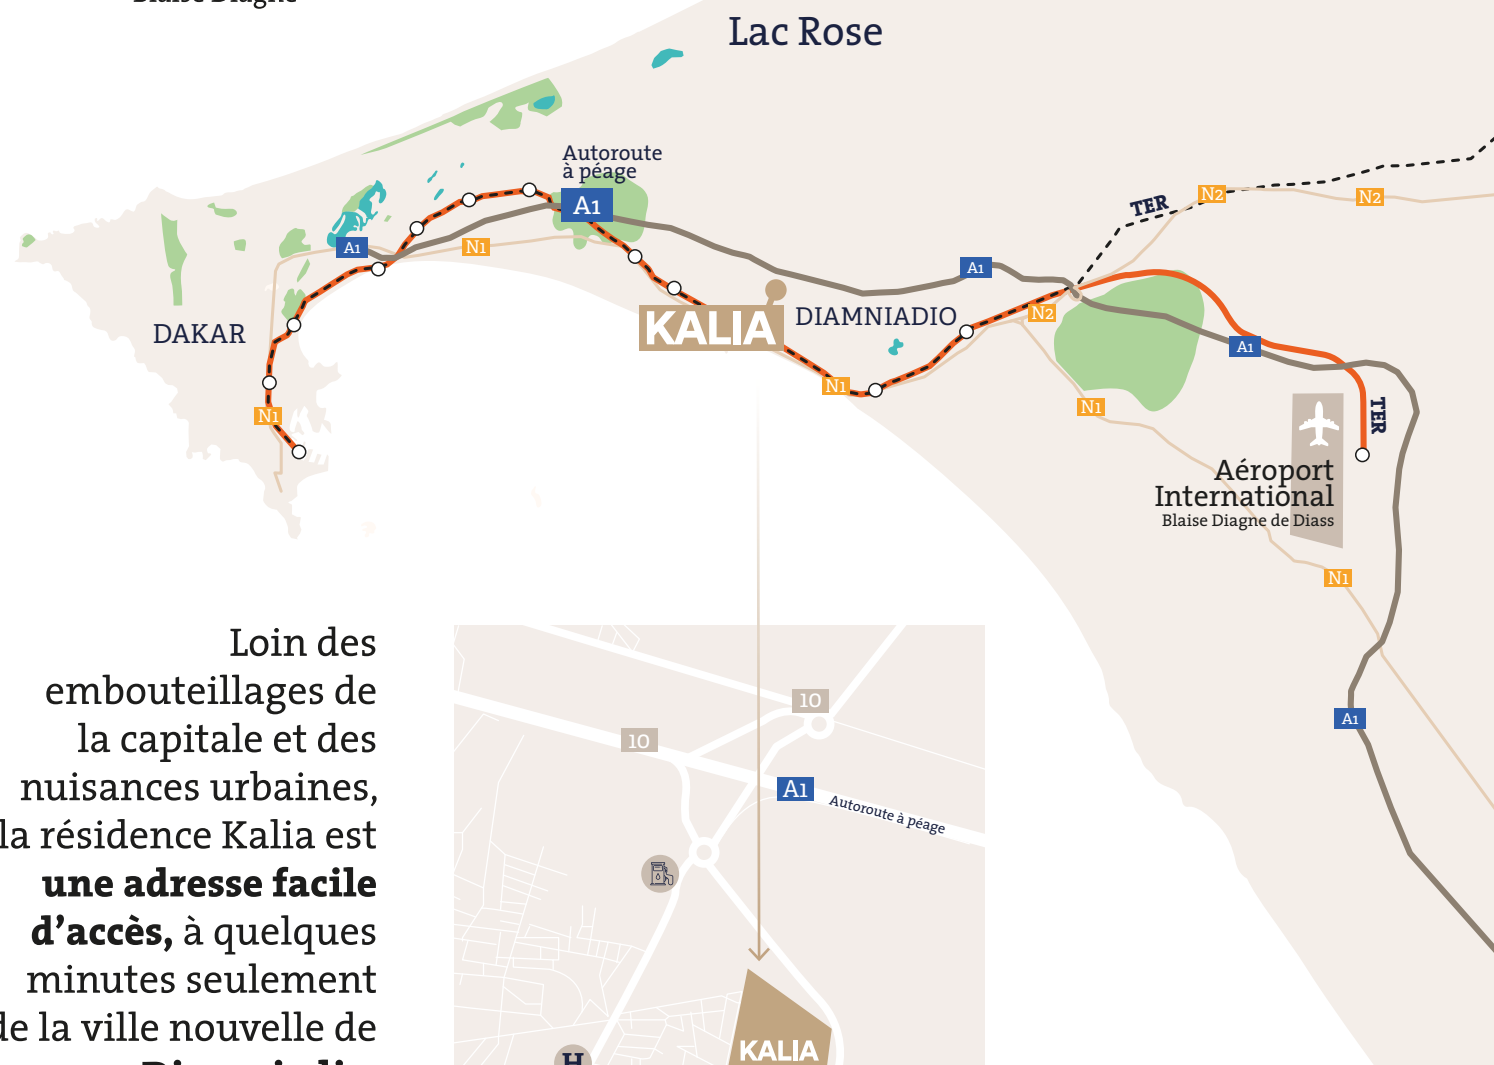 Blaise Diagne
Lac Rose
Autoroute
à péage
A1
A1
N1
DAKAR
N1
KALIA
DIAMNIADIO
A1
N2
N1
TER
N2
N2
A1
N1
TER
Aéroport
International
Blaise Diagne de Diass
N1
A1
Loin des
embouteillages de
la capitale et des
nuisances urbaines,
la résidence Kalia est
une adresse facile
d’accès, à quelques
minutes seulement
de la ville nouvelle de
Diamniadio
10
10
A1
Autoroute à péage
H
KALIA